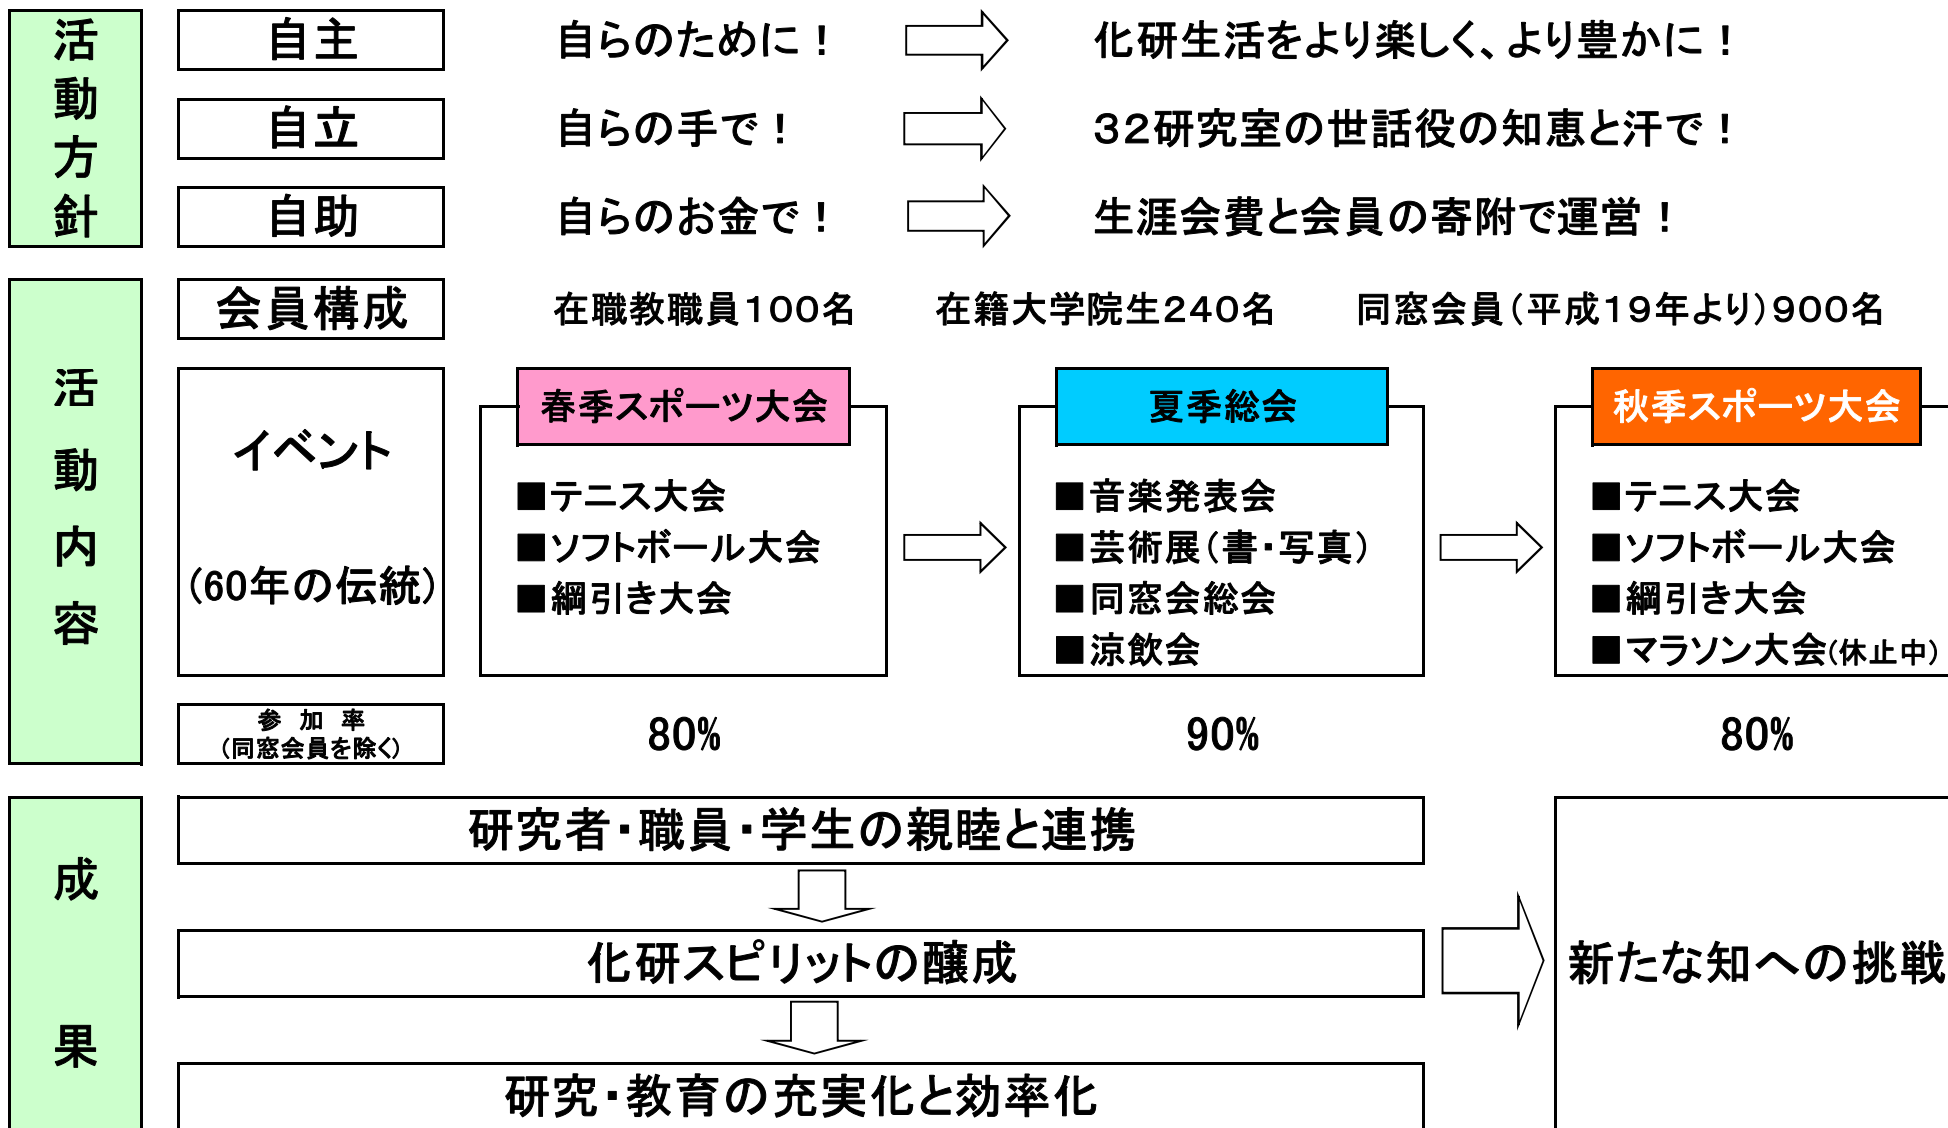 活動方針
自主 自らのために！ 化研生活をより楽しく、より豊かに！
自立 自らの手で！ 32研究室の世話役の知恵と汗で！
自助 自らのお金で！ 生涯会費と会員の寄附で運営！
活動内容
会員構成 在職教職員100名 在籍大学院生240名 同窓会員(平成19年より)900名
イベント
(60年の伝統)
春季スポーツ大会
■テニス大会
■ソフトボール大会
■綱引き大会
夏季総会
■音楽発表会
■芸術展(書・写真)
■同窓会総会
■涼飲会
秋季スポーツ大会
■テニス大会
■ソフトボール大会
■綱引き大会
■マラソン大会(休止中)
参加率
(同窓会員を除く)
80% 90% 80%
成果
研究者・職員・学生の親睦と連携
化研スピリットの醸成
研究・教育の充実化と効率化
新たな知への挑戦